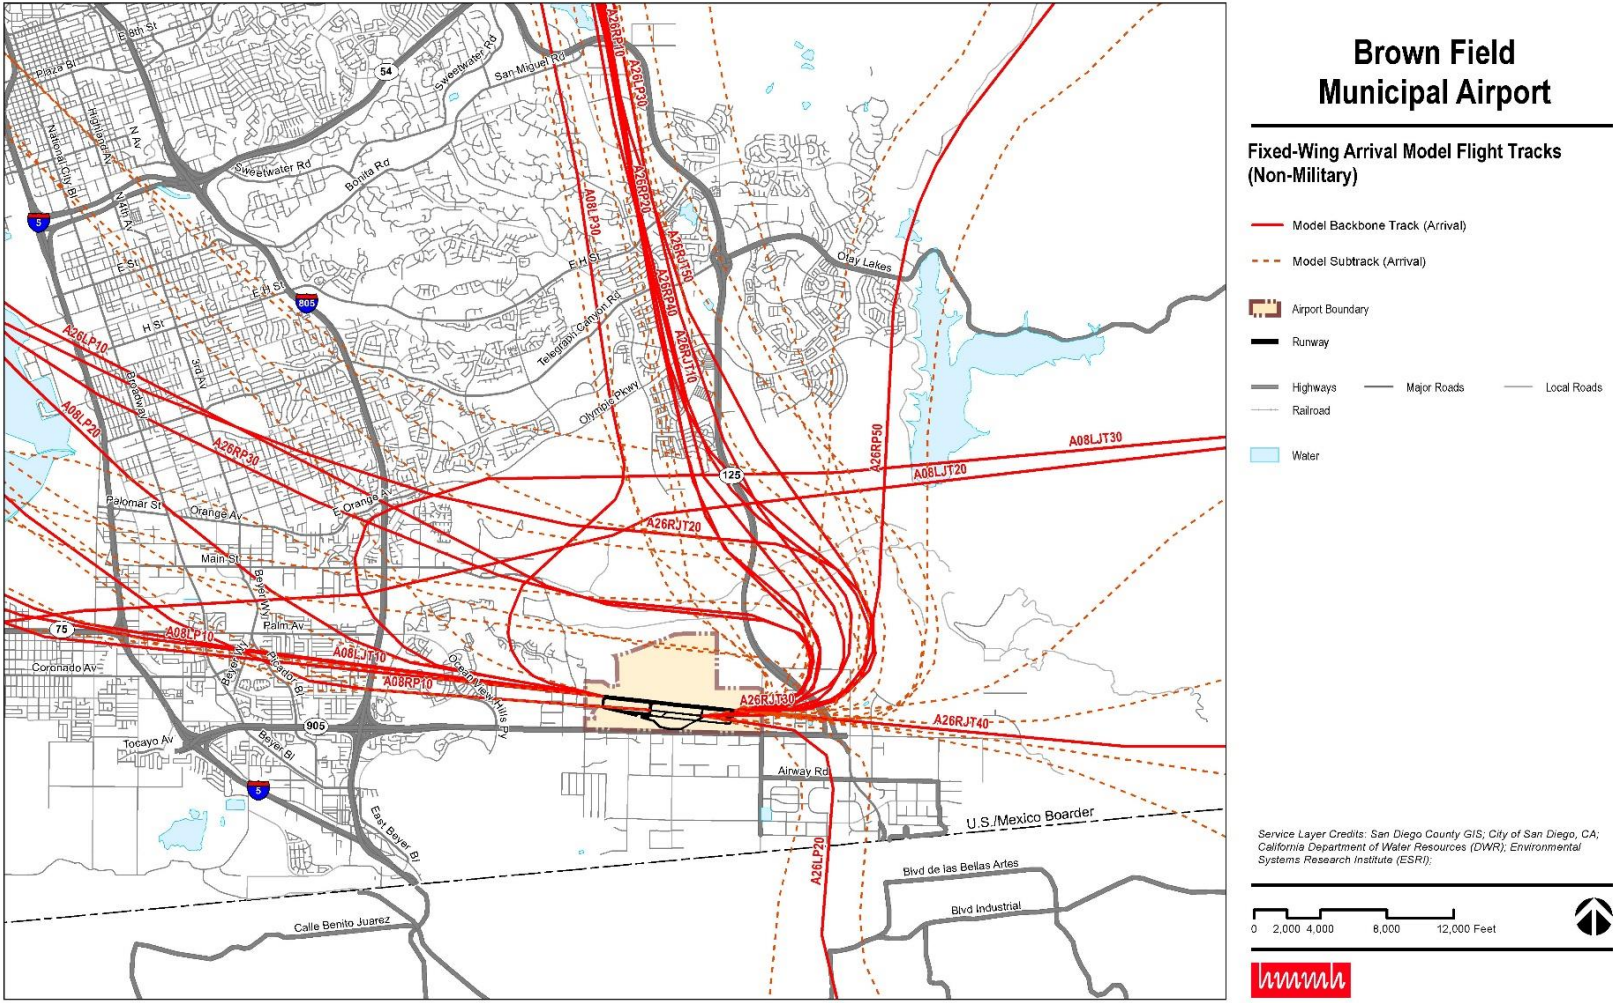 Brown Field
Municipal Airport
Fixed-Wing Arrival Model Flight Tracks
(Non-Military)
Model Backbone Track (Arrival)
Model Subtrack (Arrival)
Airport Boundary
Runway
Highways
Major Roads
Local Roads
Railroad
Water
Service Layer Credits: San Diego County GIS; City of San Diego, CA;
California Department of Water Resources (DWR); Environmental
Systems Research Institute (ESRI);
0 2,000 4,000 8,000 12,000 Feet
hmmh
E 8th St
Plaza Bl
54
Sweetwater Rd
San Miguel Rd
A26RP10
A26LP30
National City Bl
Highland Av
N Av
N 4th Av
Sweetwater Rd
Bonita Rd
A08LP30
A26RP20
A26RJT50
5
E St
E H St
E H St
Otay Lakes
805
A26RP40
H St
Telegraph Canyon Rd
A26RJT10
A26LP10
3rd Av
Broadway
Olympic Pkwy
A08LP20
A26RP30
A26RP50
A08LJT30
A08LJT20
125
Palomar St
Orange Av
E Orange Av
A26RJT20
Main St
Beyer Wy
Palm Av
75
A08LP10
A08LJT10
A08RP10
Coronado Av
Beyer Wy
Picador Bl
Ocean View Hills Py
A26RJT30
A26RJT40
905
Tocayo Av
Beyer Bl
5
East Beyer Bl
Airway Rd
U.S./Mexico Boarder
A26LP20
Blvd de las Bellas Artes
Blvd Industrial
Calle Benito Juarez